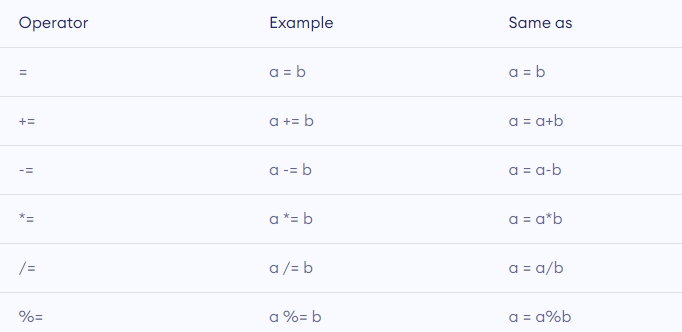 Operator Example Same as
= a = b a = b
+= a += b a = a+b
-= a -= b a = a-b
*= a *= b a = a*b
/= a /= b a = a/b
%= a %= b a = a%b